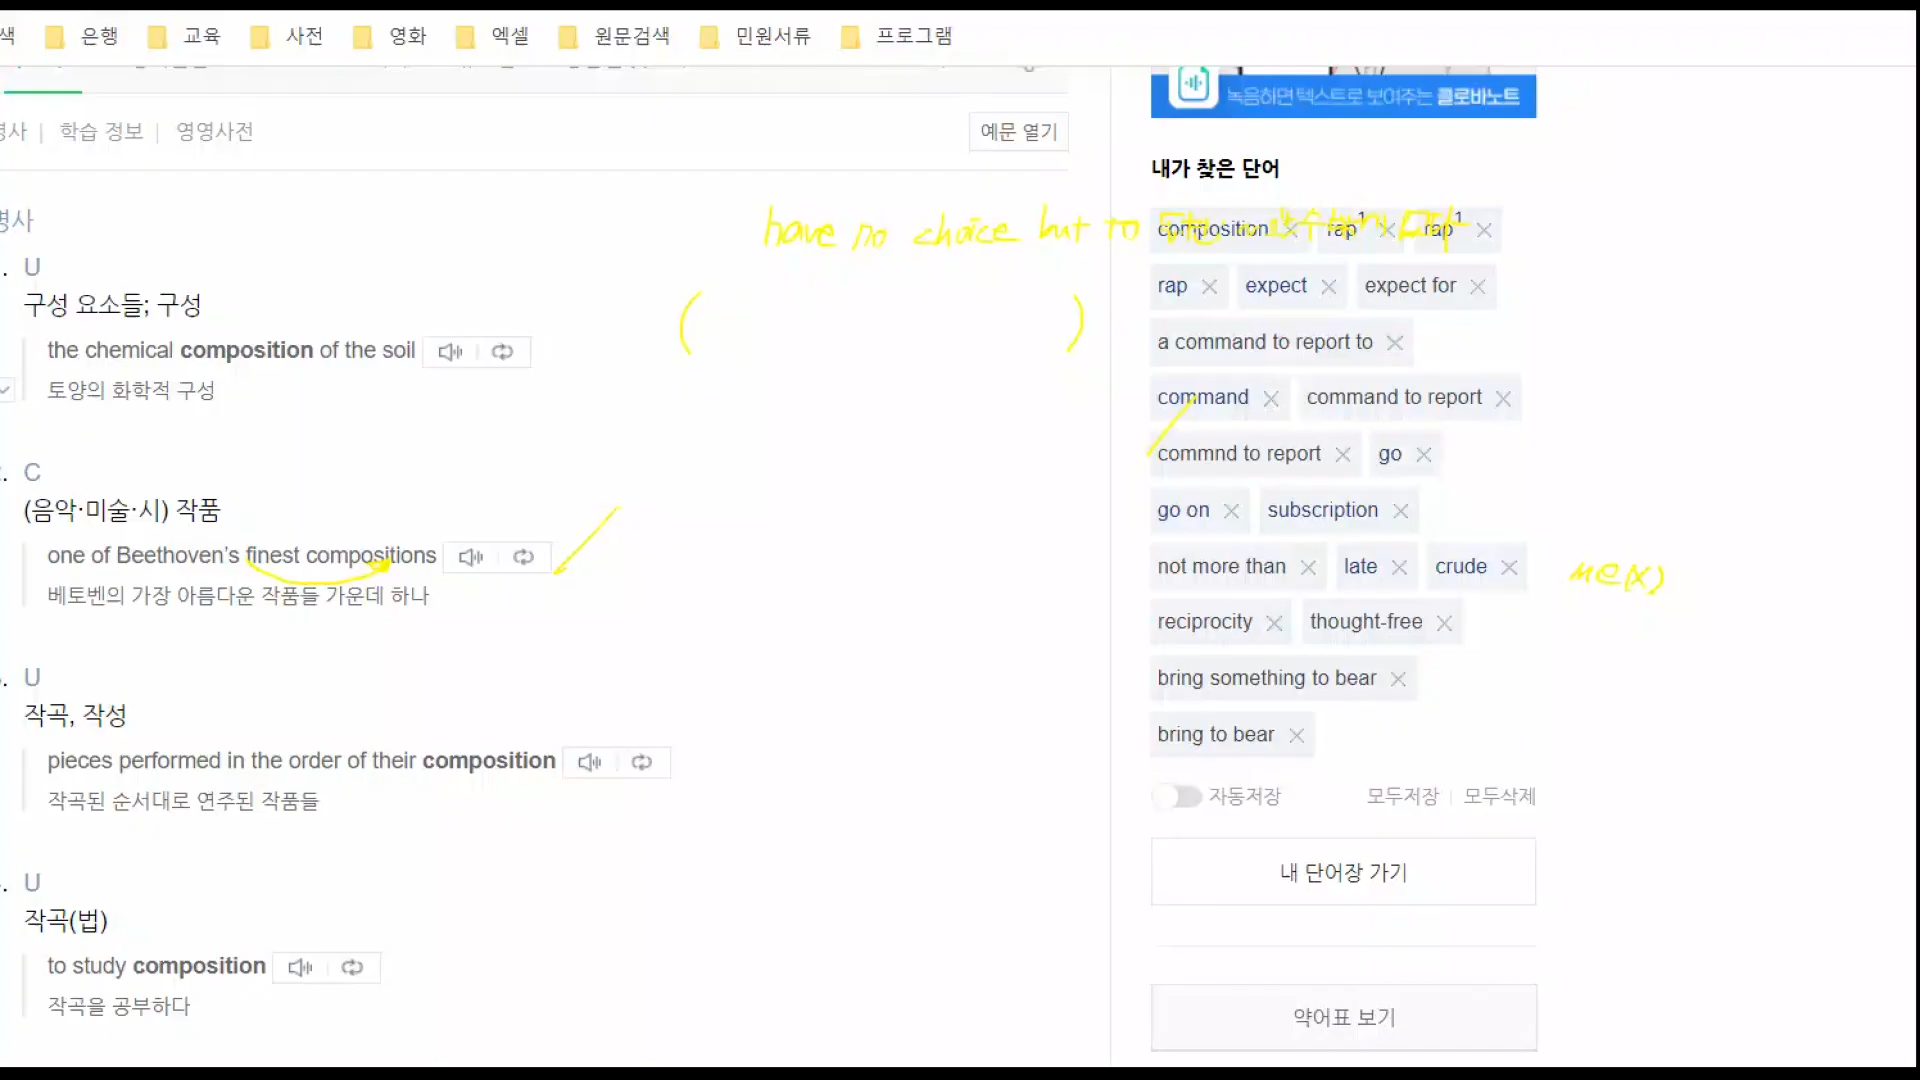 색 은행 교육 사전 영화 엑셀 원문검색 민원서류 프로그램
명사 | 학습 정보 | 영영사전 예문 열기
명사
. U
구성 요소들; 구성
the chemical composition of the soil
토양의 화학적 구성
. C
(음악·미술·시) 작품
one of Beethoven's finest compositions
베토벤의 가장 아름다운 작품들 가운데 하나
. U
작곡, 작성
pieces performed in the order of their composition
작곡된 순서대로 연주된 작품들
. U
작곡(법)
to study composition
작곡을 공부하다
have no choice but to
( )
녹음하면 텍스트로 보여주는 클로바노트
내가 찾은 단어
composition rap1 rap1
rap expect expect for
a command to report to
command command to report
commnd to report go
go on subscription
not more than late crude
me(x)
reciprocity thought-free
bring something to bear
bring to bear
자동저장 모두저장 | 모두삭제
내 단어장 가기
약어표 보기